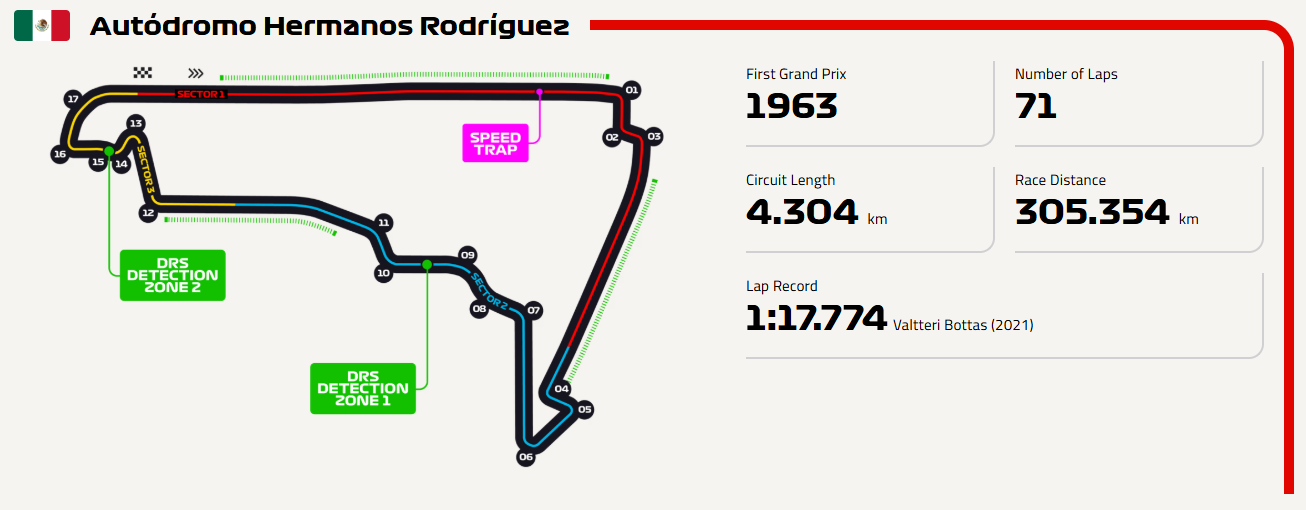 Autódromo Hermanos Rodríguez
SECTOR 1
17
01
13
SPEED
TRAP
02
03
16
15
14
SECTOR 3
12
11
DRS
DETECTION
ZONE 2
10
09
SECTOR 2
08
07
DRS
DETECTION
ZONE 1
04
05
06
First Grand Prix
1963
Number of Laps
71
Circuit Length
4.304 km
Race Distance
305.354 km
Lap Record
1:17.774 Valtteri Bottas (2021)